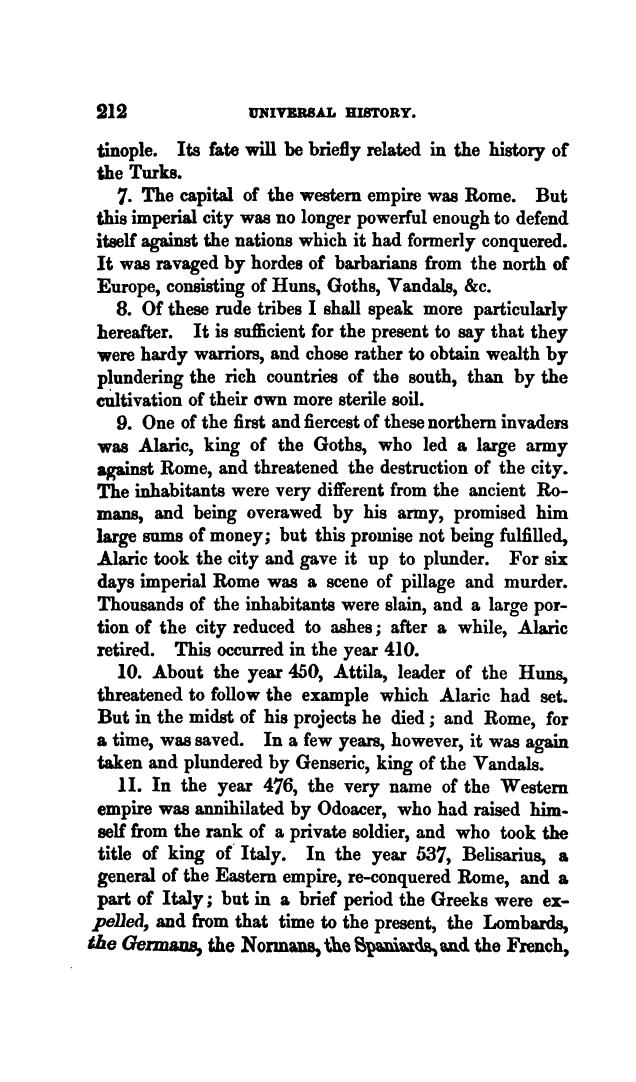 212 UNIVERSAL HISTORY.
tinople. Its fate will be briefly related in the history of
the Turks.
7. The capital of the western empire was Rome. But
this imperial city was no longer powerful enough to defend
itself against the nations which it had formerly conquered.
It was ravaged by hordes of barbarians from the north of
Europe, consisting of Huns, Goths, Vandals, &c.
8. Of these rude tribes I shall speak more particularly
hereafter. It is sufficient for the present to say that they
were hardy warriors, and chose rather to obtain wealth by
plundering the rich countries of the south, than by the
cultivation of their own more sterile soil.
9. One of the first and fiercest of these northern invaders
was Alaric, king of the Goths, who led a large army
against Rome, and threatened the destruction of the city.
The inhabitants were very different from the ancient Ro-
mans, and being overawed by his army, promised him
large sums of money; but this promise not being fulfilled,
Alaric took the city and gave it up to plunder. For six
days imperial Rome was a scene of pillage and murder.
Thousands of the inhabitants were slain, and a large por-
tion of the city reduced to ashes; after a while, Alaric
retired. This occurred in the year 410.
10. About the year 450, Attila, leader of the Huns,
threatened to follow the example which Alaric had set.
But in the midst of his projects he died; and Rome, for
a time, was saved. In a few years, however, it was again
taken and plundered by Genseric, king of the Vandals.
11. In the year 476, the very name of the Western
empire was annihilated by Odoacer, who had raised him-
self from the rank of a private soldier, and who took the
title of king of Italy. In the year 537, Belisarius, a
general of the Eastern empire, re-conquered Rome, and a
part of Italy; but in a brief period the Greeks were ex-
pelled, and from that time to the present, the Lombards,
the Germans, the Normans, the Spaniards, and the French,